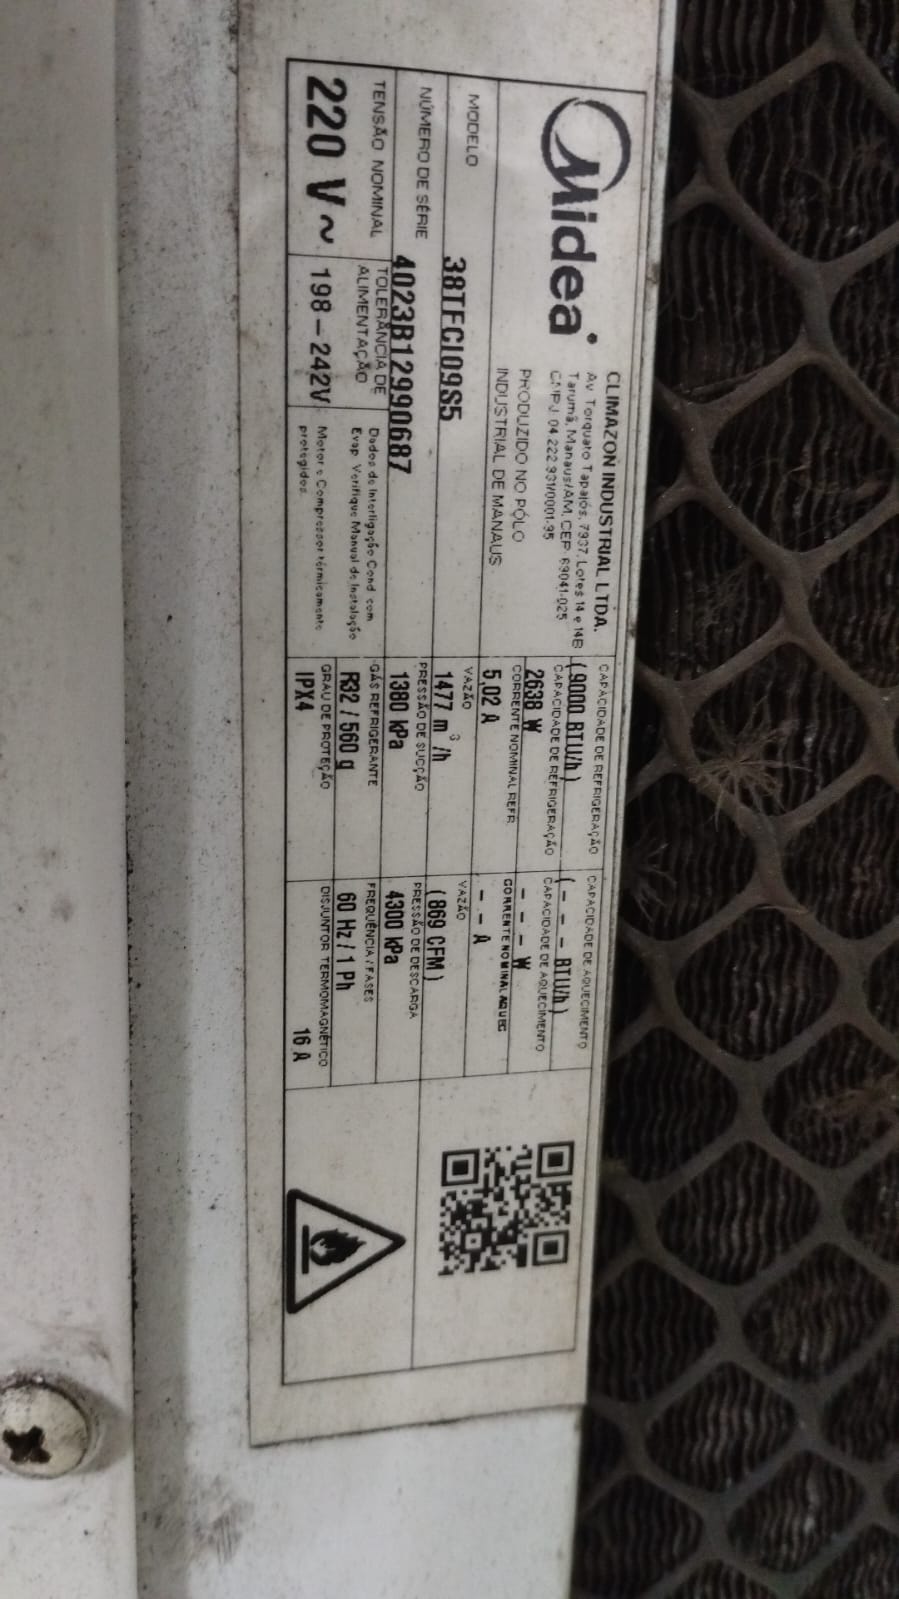 Midea
CLIMAZON INDUSTRIAL LTDA.
Av Torquato Tapajós, 7937, Lotes 14 e 14B
Tarumã, Manaus/AM, CEP 69041-025
CNPJ 04.222.931/0001-95
PRODUZIDO NO PÓLO
INDUSTRIAL DE MANAUS
MODELO
38TFCI09S5
NÚMERO DE SÉRIE
4023B12990687
TENSÃO NOMINAL
220 V~
TOLERÂNCIA DE
ALIMENTAÇÃO
198-242V
Dados de Interligação Cond. com
Evap. Verifique Manual de Instalação
Motor e Compressor térmicamente
protegidos.
CAPACIDADE DE REFRIGERAÇÃO
(9000 BTU/h)
CAPACIDADE DE AQUECIMENTO
(- - - BTU/h)
CAPACIDADE DE REFRIGERAÇÃO
2638 W
CAPACIDADE DE AQUECIMENTO
- - - W
CORRENTE NOMINAL REFR.
5,02 A
CORRENTE NOMINAL AQUEC
- - A
VAZÃO
1477 m³/h
VAZÃO
(869 CFM)
PRESSÃO DE SUCÇÃO
1380 kPa
PRESSÃO DE DESCARGA
4300 kPa
GÁS REFRIGERANTE
R32 / 560 g
FREQUÊNCIA / FASES
60 Hz / 1 Ph
GRAU DE PROTEÇÃO
IPX4
DISJUNTOR TERMOMAGNÉTICO
16 A